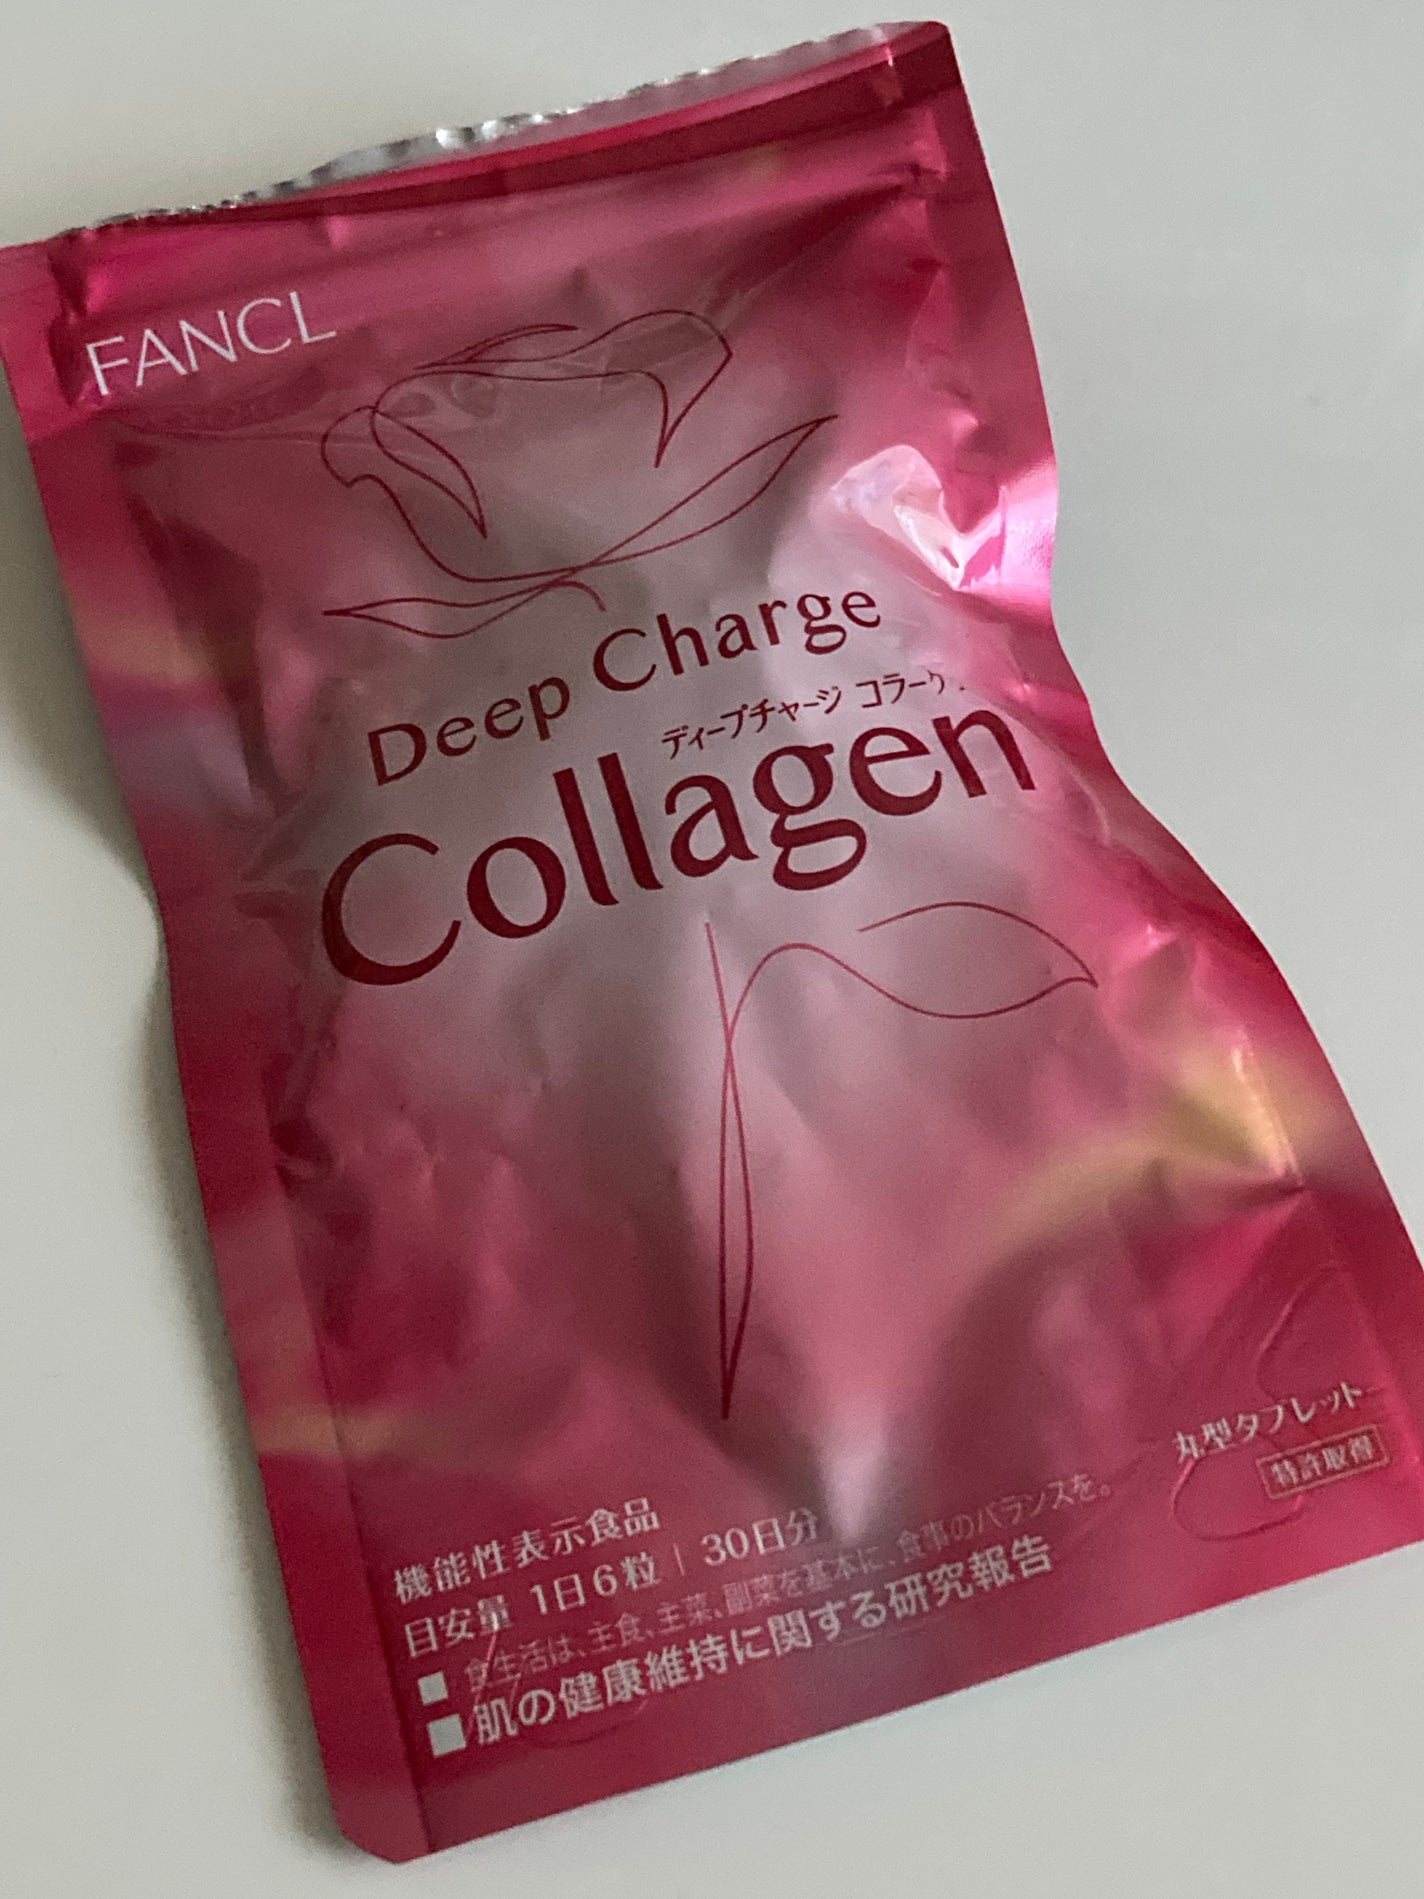 FANCL
Deep Charge
ディープチャージ コラーゲ
Collagen
丸型タブレット
特許取得
機能性表示食品
目安量 1日6粒 | 30日分
■ 食生活は、主食、主菜、副菜を基本に、食事のバランスを。
■肌の健康維持に関する研究報告